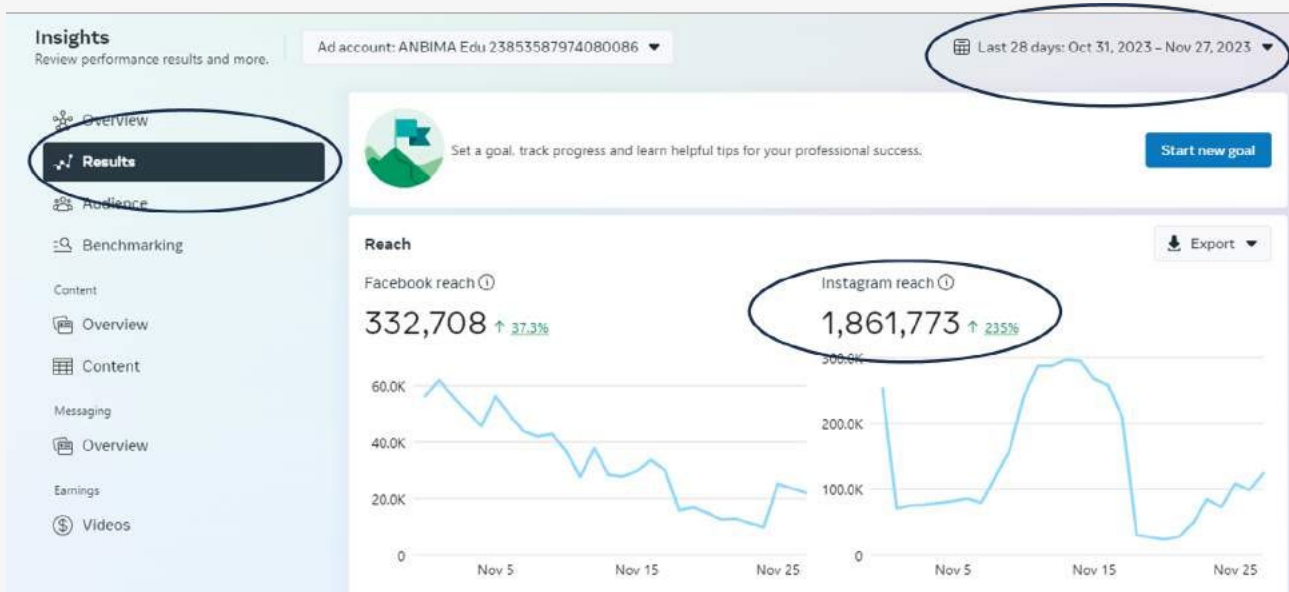 Insights
Review performance results and more.
Ad account: ANBIMA Edu 23853587974080086
Last 28 days: Oct 31, 2023 – Nov 27, 2023
Overview
Results
Audience
Benchmarking
Content
Overview
Content
Messaging
Overview
Earnings
Videos
Set a goal, track progress and learn helpful tips for your professional success.
Start new goal
Reach
Export
Facebook reach
332,708 ↑ 37.3%
60.0K
40.0K
20.0K
0
Nov 5 Nov 15 Nov 25
Instagram reach
1,861,773 ↑ 235%
300.0K
200.0K
100.0K
0
Nov 5 Nov 15 Nov 25